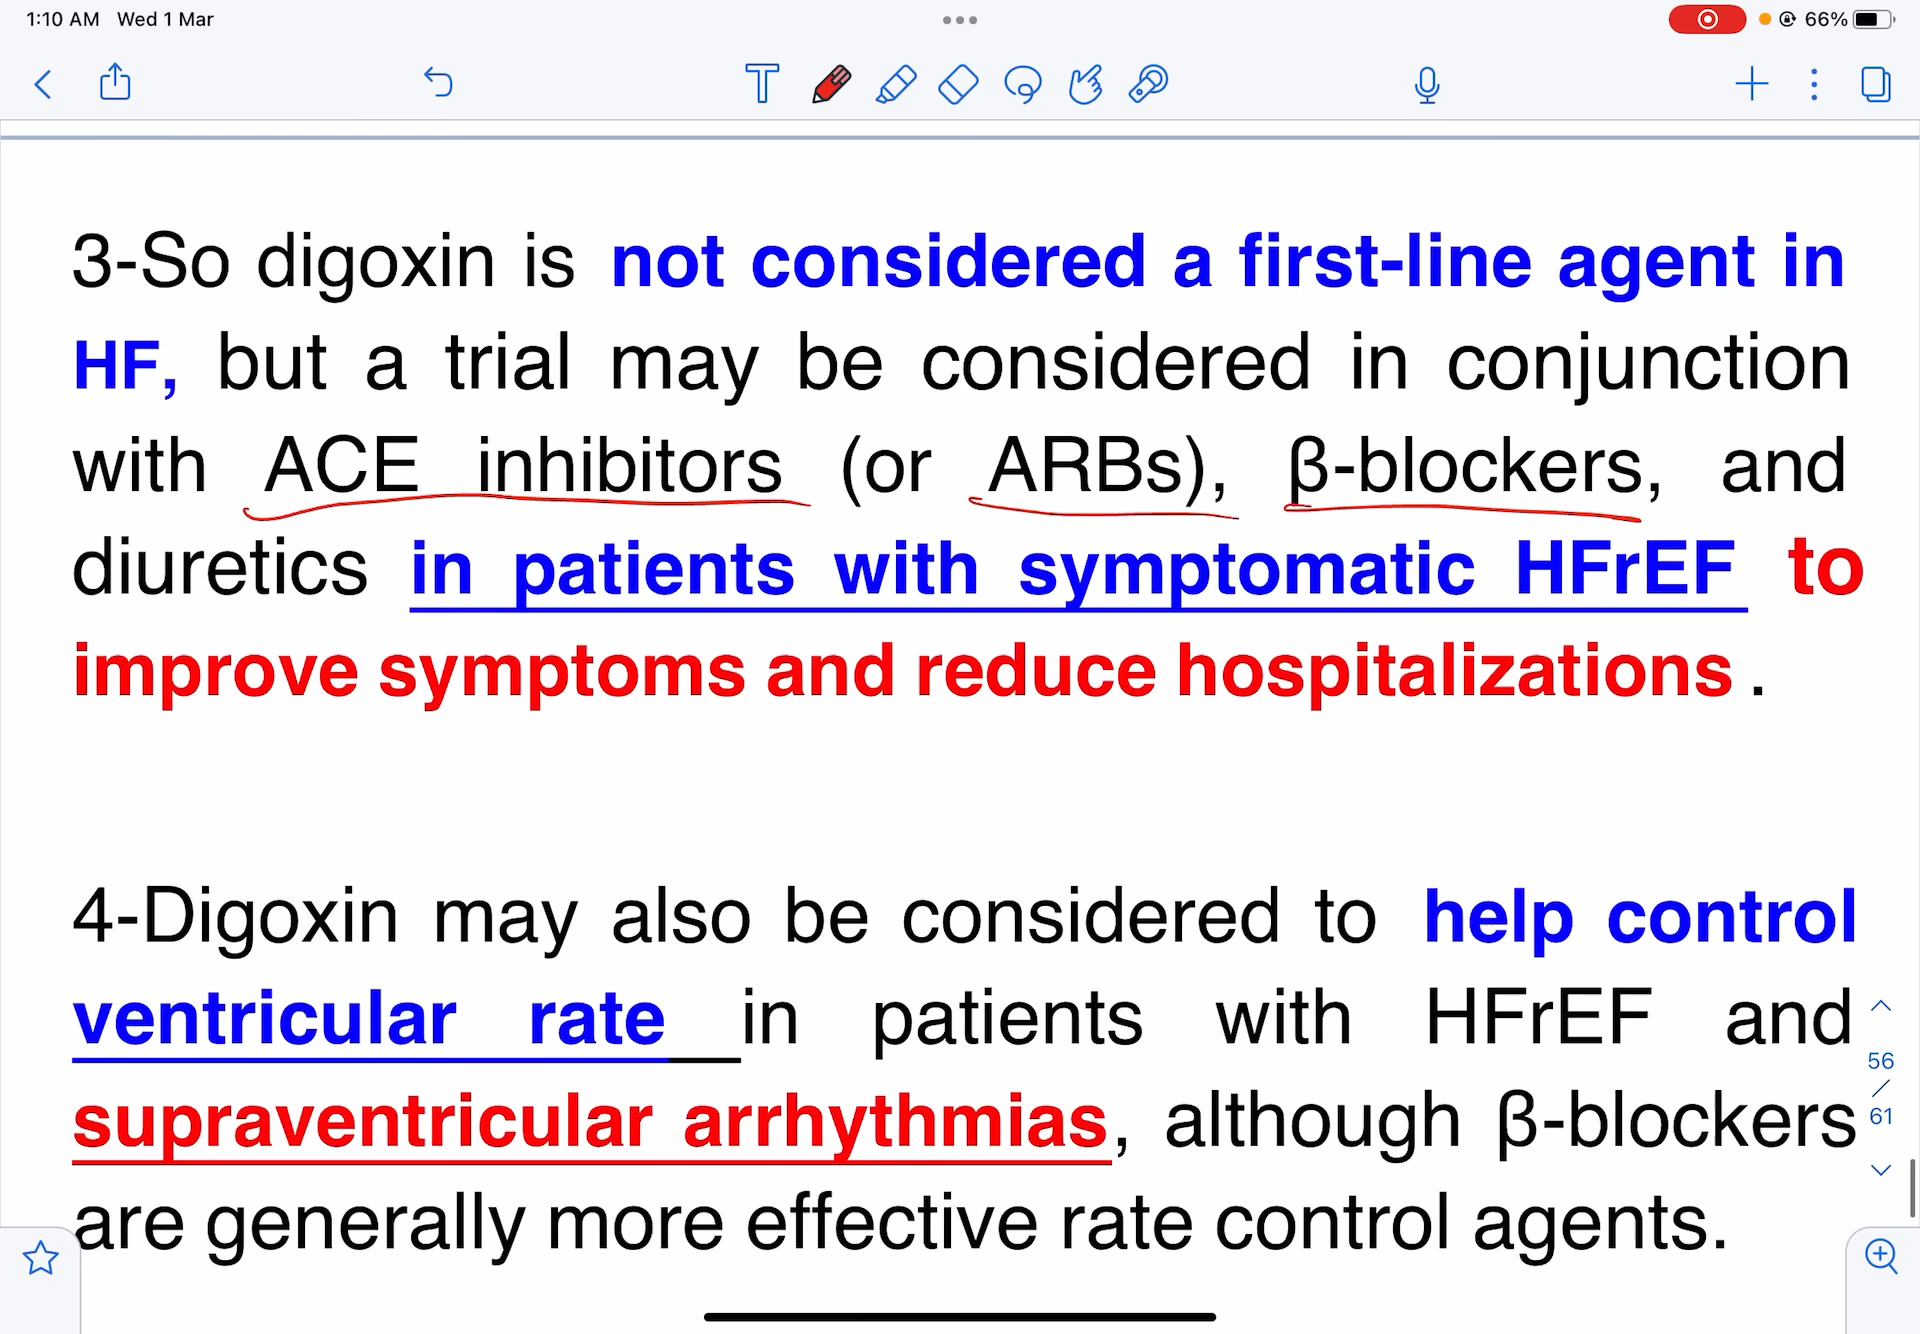 1:10 AM Wed 1 Mar
66%
3-So digoxin is not considered a first-line agent in
HF, but a trial may be considered in conjunction
with ACE inhibitors (or ARBs), β-blockers, and
diuretics in patients with symptomatic HFrEF to
improve symptoms and reduce hospitalizations .
4-Digoxin may also be considered to help control
ventricular rate in patients with HFrEF and
supraventricular arrhythmias, although β-blockers
are generally more effective rate control agents.
56
/
61